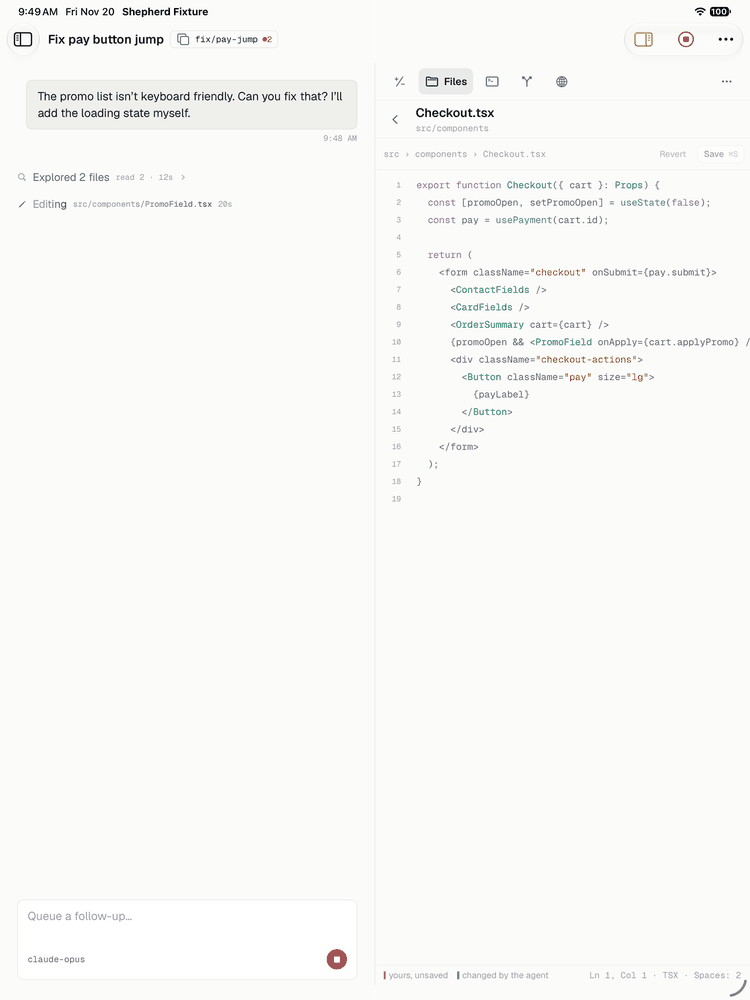 9:49 AM Fri Nov 20 Shepherd Fixture 100
Fix pay button jump fix/pay-jump 2
The promo list isn’t keyboard friendly. Can you fix that? I’ll
add the loading state myself.
9:48 AM
Explored 2 files read 2 · 12s
Editing src/components/PromoField.tsx 20s
Queue a follow-up…
claude-opus
Files
Checkout.tsx
src/components
src › components › Checkout.tsx Revert Save ⌘S
1 export function Checkout({ cart }: Props) {
2 const [promoOpen, setPromoOpen] = useState(false);
3 const pay = usePayment(cart.id);
4
5 return (
6 <form className="checkout" onSubmit={pay.submit}>
7 <ContactFields />
8 <CardFields />
9 <OrderSummary cart={cart} />
10 {promoOpen && <PromoField onApply={cart.applyPromo} /
11 <div className="checkout-actions">
12 <Button className="pay" size="lg">
13 {payLabel}
14 </Button>
15 </div>
16 </form>
17 );
18 }
19
yours, unsaved changed by the agent Ln 1, Col 1 · TSX · Spaces: 2